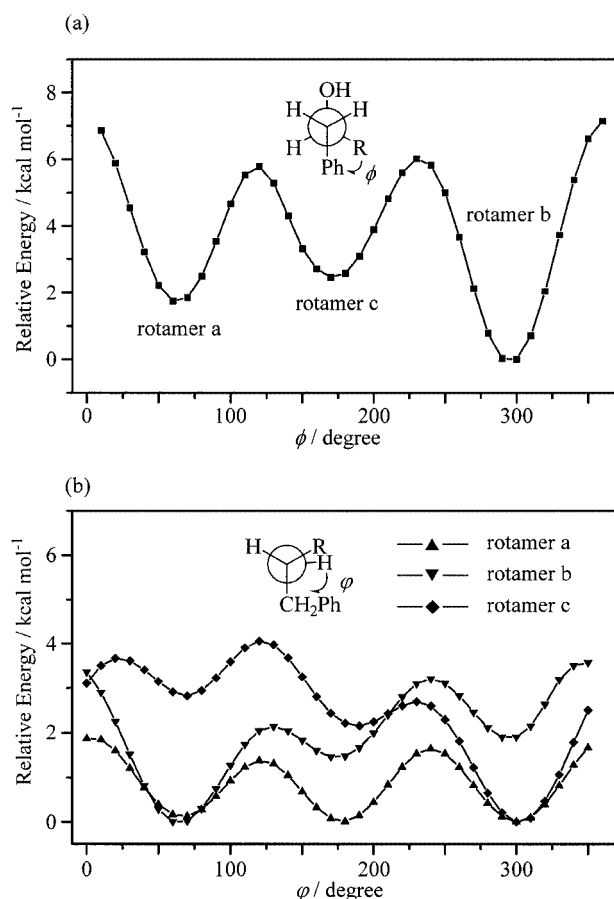 (a)
Relative Energy / kcal mol⁻¹
8
6
4
2
0
OH
H H
H R
Ph ϕ
rotamer a
rotamer c
rotamer b
0 100 200 300
ϕ / degree
(b)
Relative Energy / kcal mol⁻¹
6
4
2
0
H R
H
φ
CH₂Ph
rotamer a
rotamer b
rotamer c
0 100 200 300
φ / degree